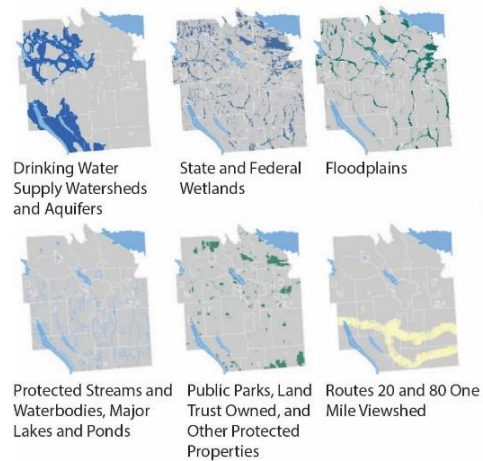 Drinking Water
Supply Watersheds
and Aquifers
State and Federal
Wetlands
Floodplains
Protected Streams and
Waterbodies, Major
Lakes and Ponds
Public Parks, Land
Trust Owned, and
Other Protected
Properties
Routes 20 and 80 One
Mile Viewshed